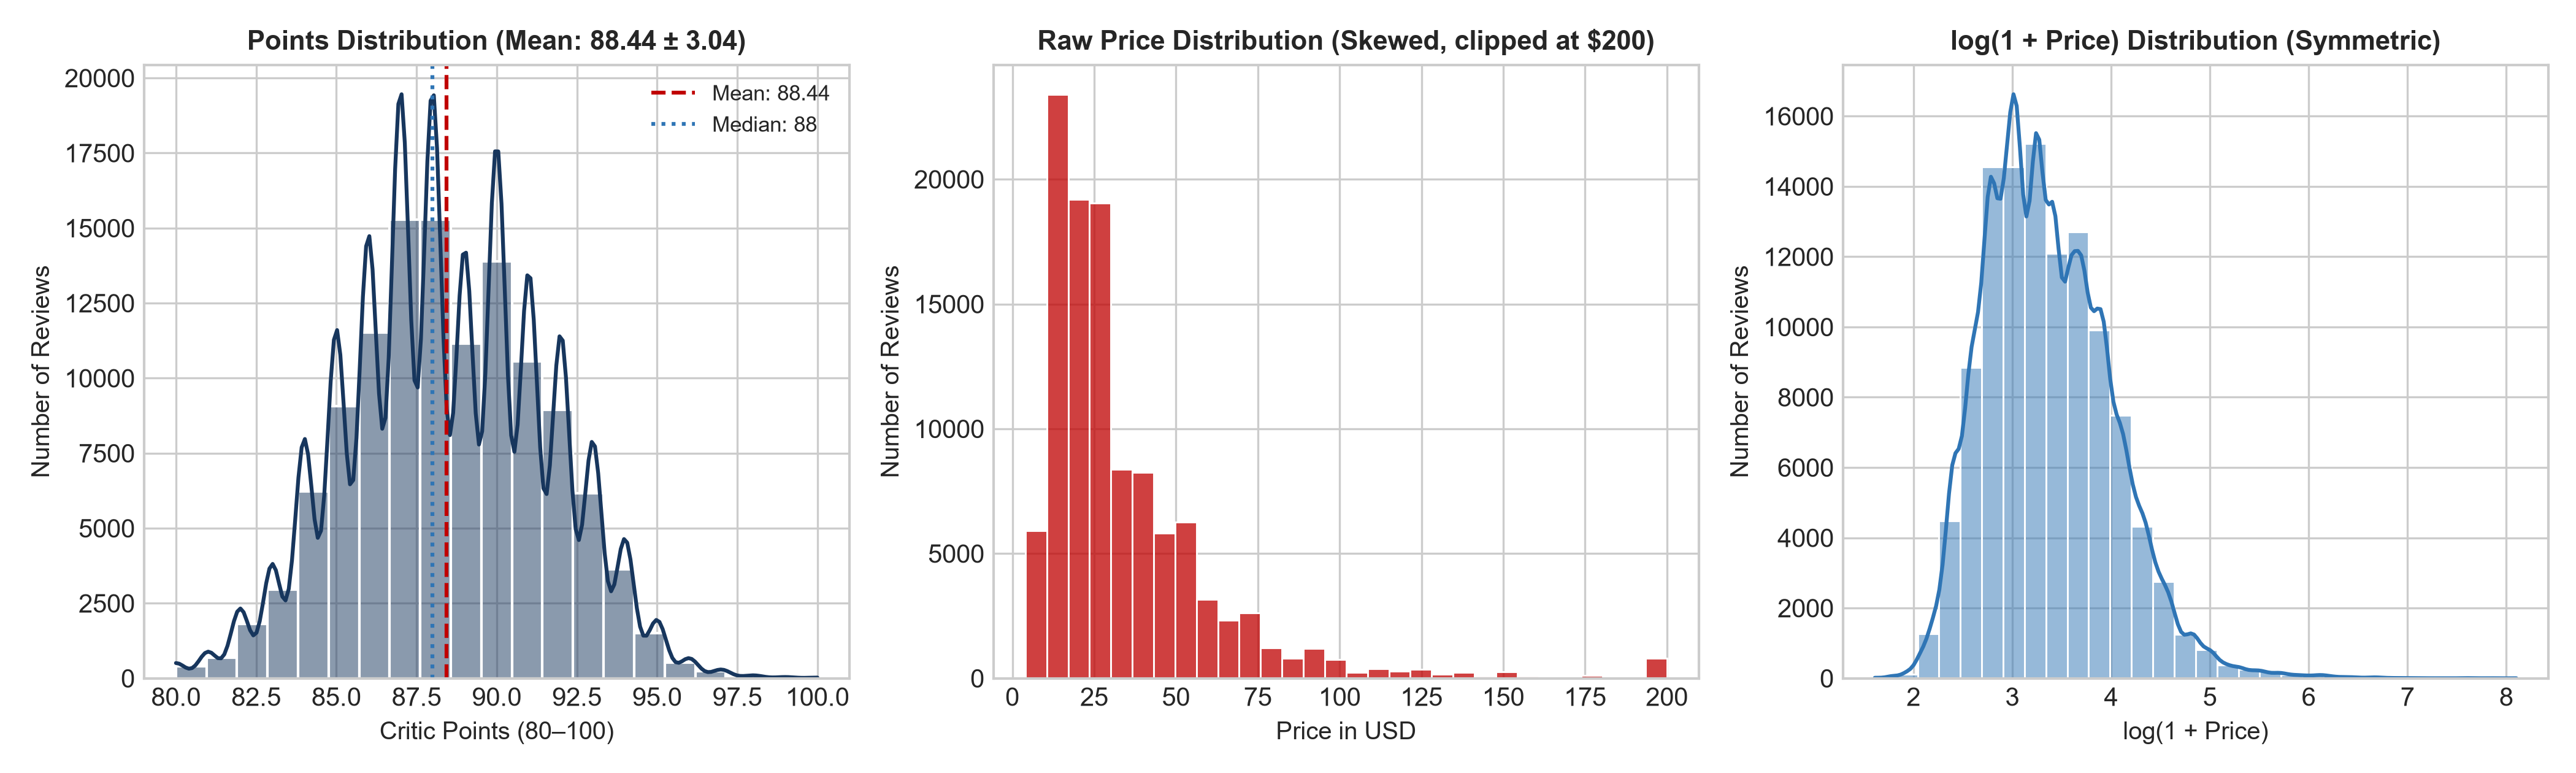 Points Distribution (Mean: 88.44 ± 3.04)
20000
17500
15000
12500
10000
7500
5000
2500
0
Number of Reviews
Mean: 88.44
Median: 88
80.0 82.5 85.0 87.5 90.0 92.5 95.0 97.5 100.0
Critic Points (80–100)
Raw Price Distribution (Skewed, clipped at $200)
20000
15000
10000
5000
0
Number of Reviews
0 25 50 75 100 125 150 175 200
Price in USD
log(1 + Price) Distribution (Symmetric)
16000
14000
12000
10000
8000
6000
4000
2000
0
Number of Reviews
2 3 4 5 6 7 8
log(1 + Price)